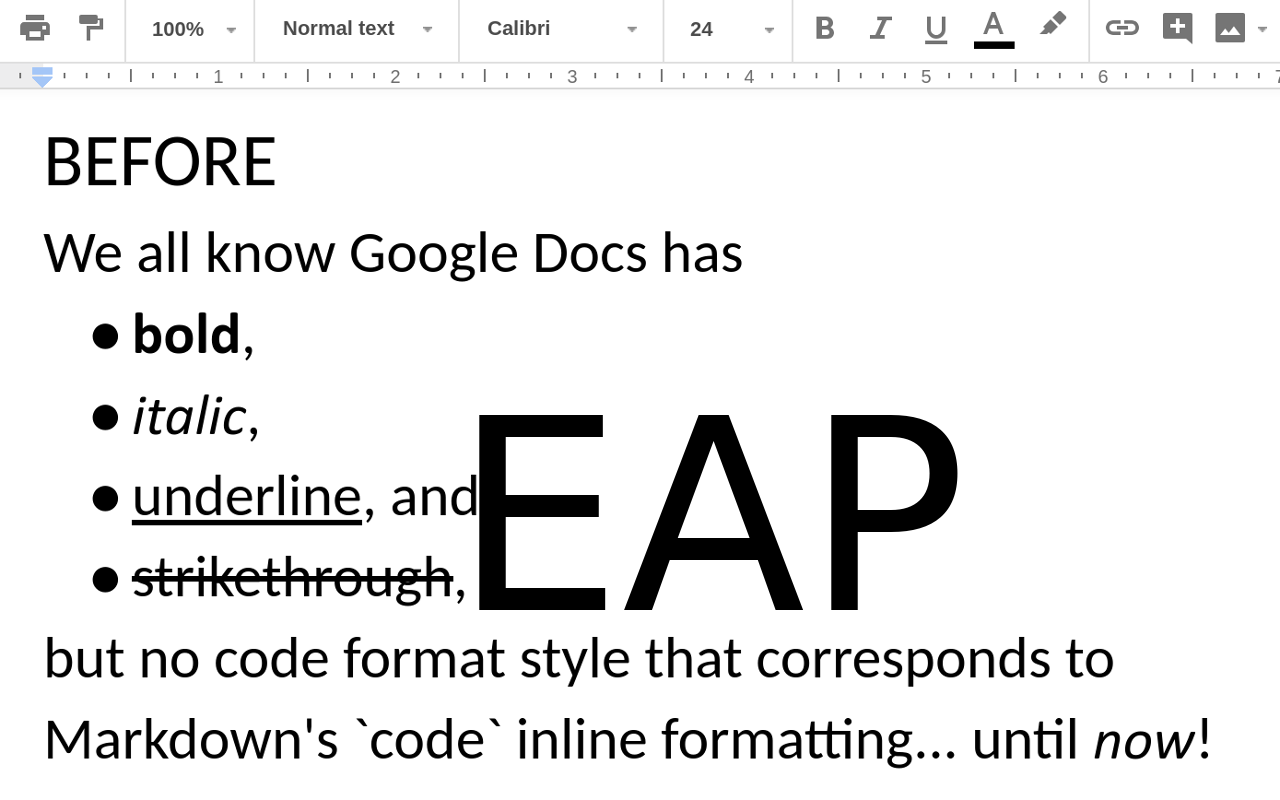 100% Normal text Calibri 24 B I U A
1 2 3 4 5 6 7
BEFORE
We all know Google Docs has
● bold,
● italic,
● underline, and
● strikethrough,
EAP
but no code format style that corresponds to
Markdown's `code` inline formatting... until now!